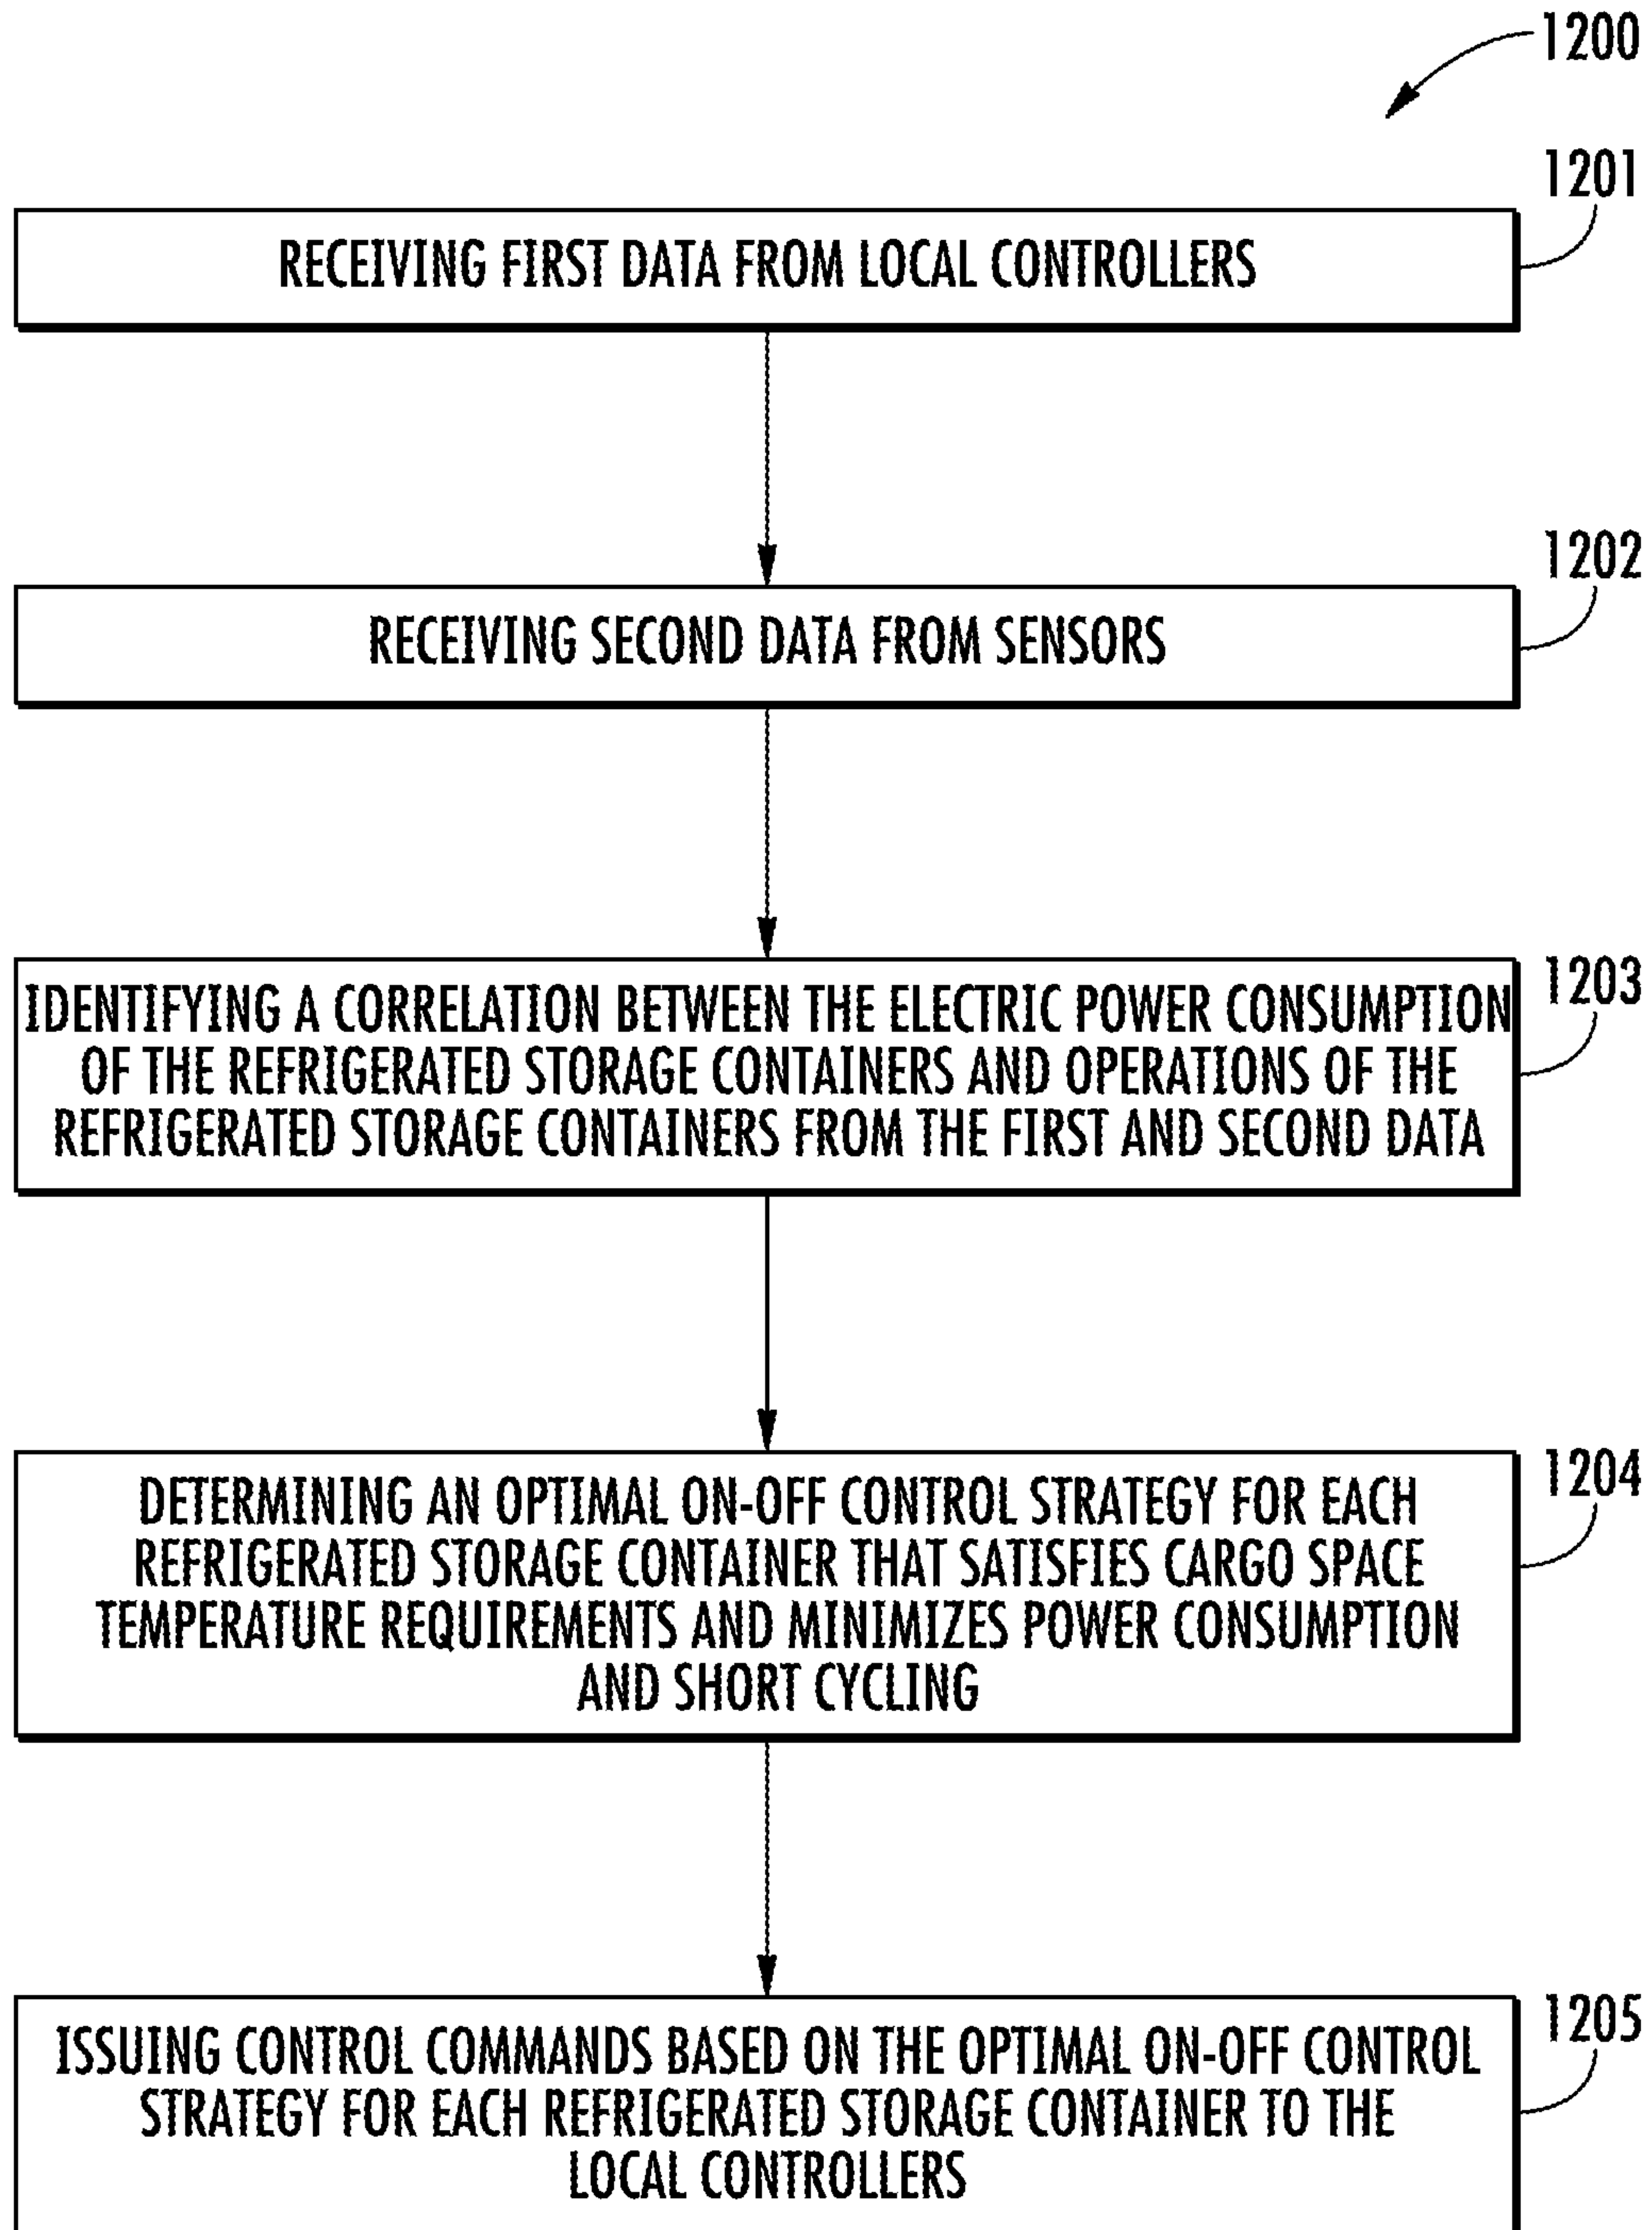 1200
1201
RECEIVING FIRST DATA FROM LOCAL CONTROLLERS
1202
RECEIVING SECOND DATA FROM SENSORS
1203
IDENTIFYING A CORRELATION BETWEEN THE ELECTRIC POWER CONSUMPTION
OF THE REFRIGERATED STORAGE CONTAINERS AND OPERATIONS OF THE
REFRIGERATED STORAGE CONTAINERS FROM THE FIRST AND SECOND DATA
1204
DETERMINING AN OPTIMAL ON-OFF CONTROL STRATEGY FOR EACH
REFRIGERATED STORAGE CONTAINER THAT SATISFIES CARGO SPACE
TEMPERATURE REQUIREMENTS AND MINIMIZES POWER CONSUMPTION
AND SHORT CYCLING
1205
ISSUING CONTROL COMMANDS BASED ON THE OPTIMAL ON-OFF CONTROL
STRATEGY FOR EACH REFRIGERATED STORAGE CONTAINER TO THE
LOCAL CONTROLLERS